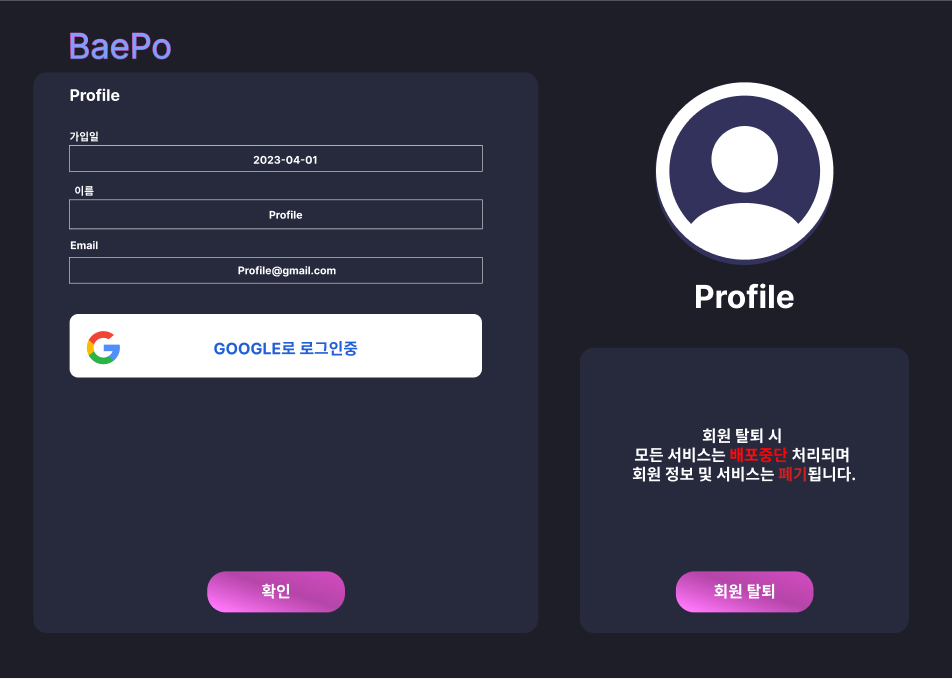 BaePo
Profile
가입일
2023-04-01
이름
Profile
Email
Profile@gmail.com
GOOGLE로 로그인중
확인
Profile
회원 탈퇴 시
모든 서비스는 배포중단 처리되며
회원 정보 및 서비스는 폐기됩니다.
회원 탈퇴